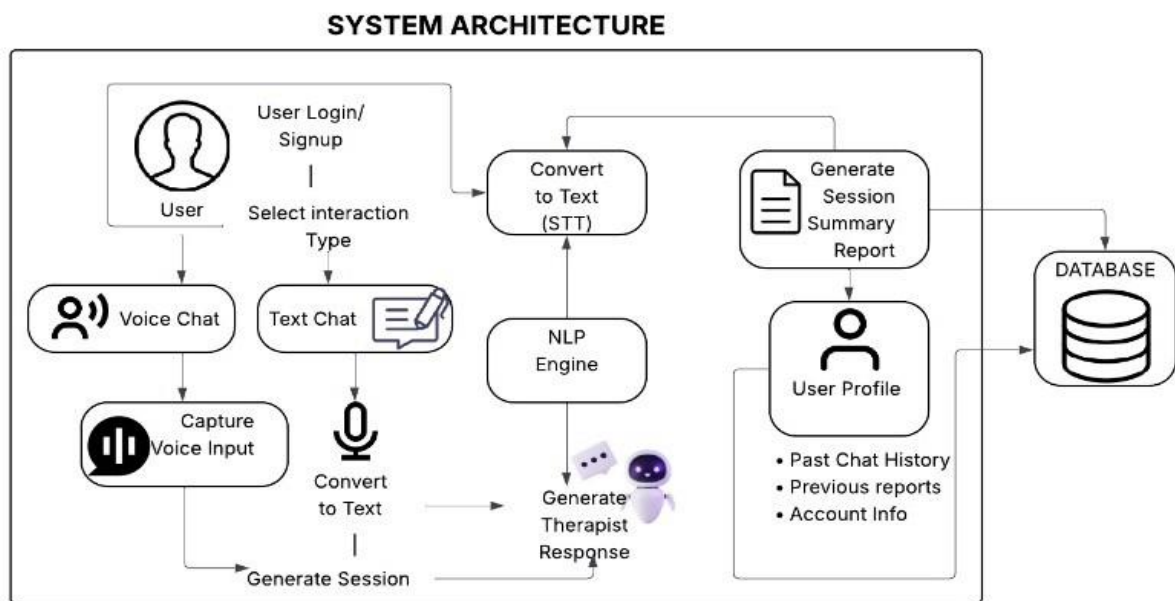 SYSTEM ARCHITECTURE
User Login/
Signup
User
Select interaction
Type
Voice Chat
Text Chat
Capture
Voice Input
Convert
to Text
Generate Session
Convert
to Text
(STT)
NLP
Engine
Generate
Therapist
Response
Generate
Session
Summary
Report
User Profile
• Past Chat History
• Previous reports
• Account Info
DATABASE